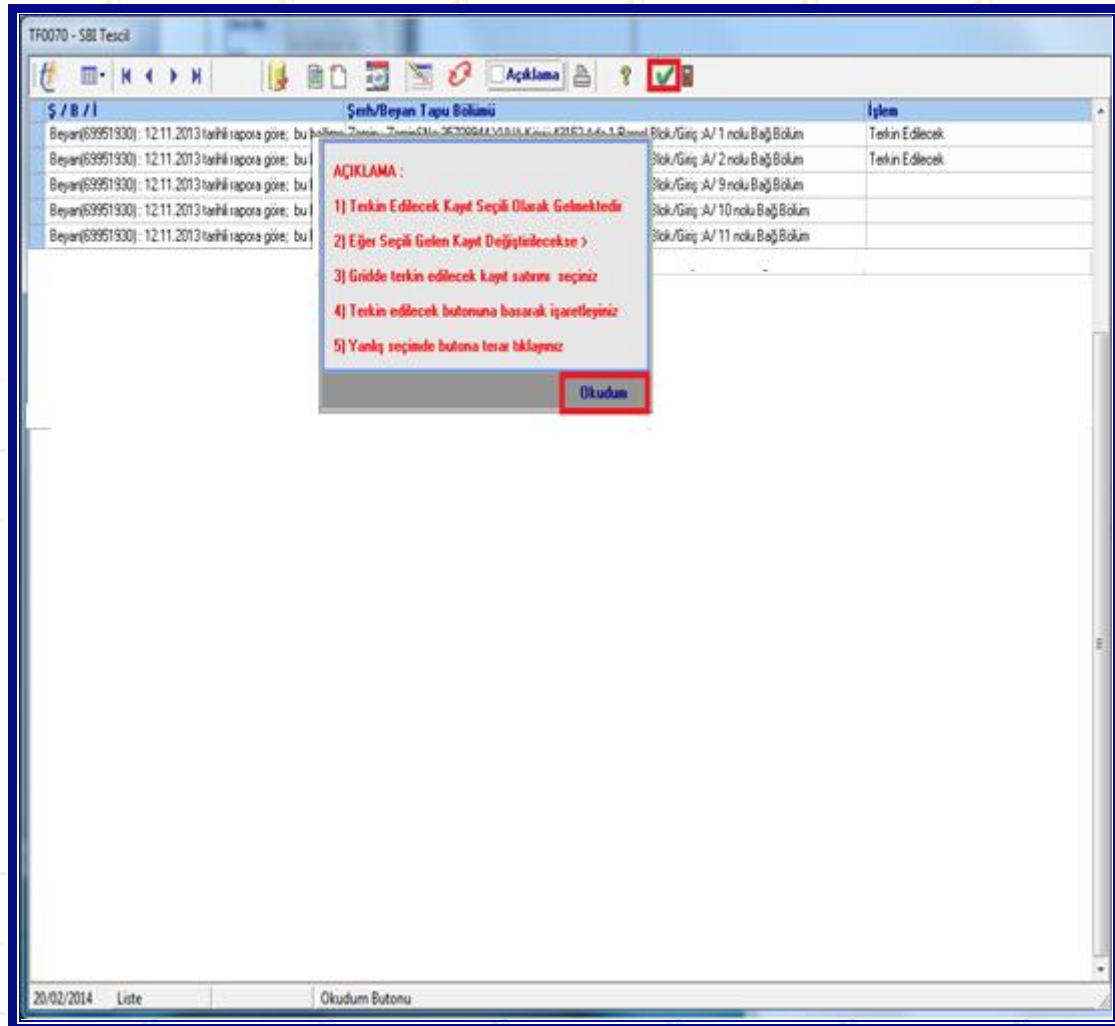 TF0070 - SBI Tescil
Açıklama
Ş / B / İ Şerh/Beyan Tapu Bölümü İşlem
Beyan(69951930) : 12.11.2013 tarihli rapora göre; bu Blok/Giriş :A/ 1 nolu Bağ.Bölüm Terkin Edilecek
Beyan(69951930) : 12.11.2013 tarihli rapora göre; bu Blok/Giriş :A/ 2 nolu Bağ.Bölüm Terkin Edilecek
Beyan(69951930) : 12.11.2013 tarihli rapora göre; bu Blok/Giriş :A/ 9 nolu Bağ.Bölüm
Beyan(69951930) : 12.11.2013 tarihli rapora göre; bu Blok/Giriş :A/ 10 nolu Bağ.Bölüm
Beyan(69951930) : 12.11.2013 tarihli rapora göre; bu Blok/Giriş :A/ 11 nolu Bağ.Bölüm
AÇIKLAMA :
1) Terkin Edilecek Kayıt Seçili Olarak Gelmektedir
2) Eğer Seçili Gelen Kayıt Değiştirilecekse >
3) Gridde terkin edilecek kayıt satırını seçiniz
4) Terkin edilecek butonuna basarak işaretleyiniz
5) Yanlış seçimde butona terar tıklayınız
Okudum
20/02/2014 Liste Okudum Butonu